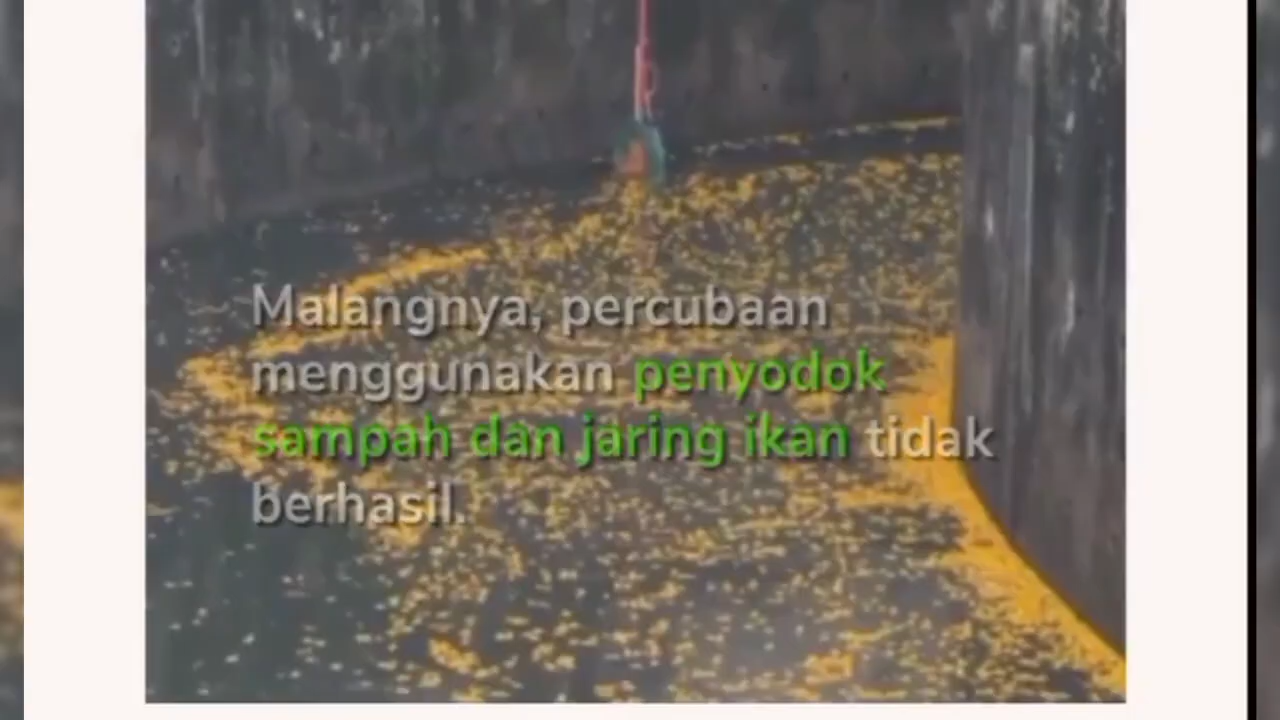 Malangnya, percubaan
menggunakan penyodok
sampah dan jaring ikan tidak
berhasil.